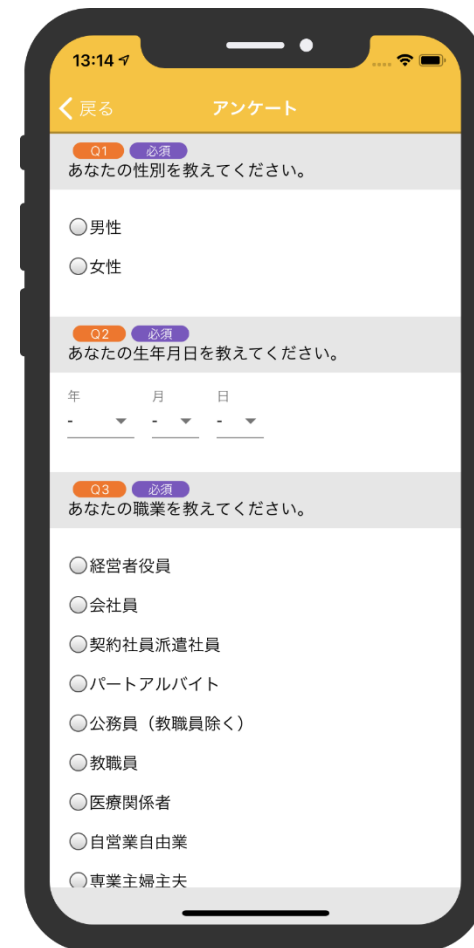 13:14
戻る
アンケート
Q1 必須
あなたの性別を教えてください。
男性
女性
Q2 必須
あなたの生年月日を教えてください。
年 月 日
- - -
Q3 必須
あなたの職業を教えてください。
経営者役員
会社員
契約社員派遣社員
パートアルバイト
公務員（教職員除く）
教職員
医療関係者
自営業自由業
専業主婦主夫